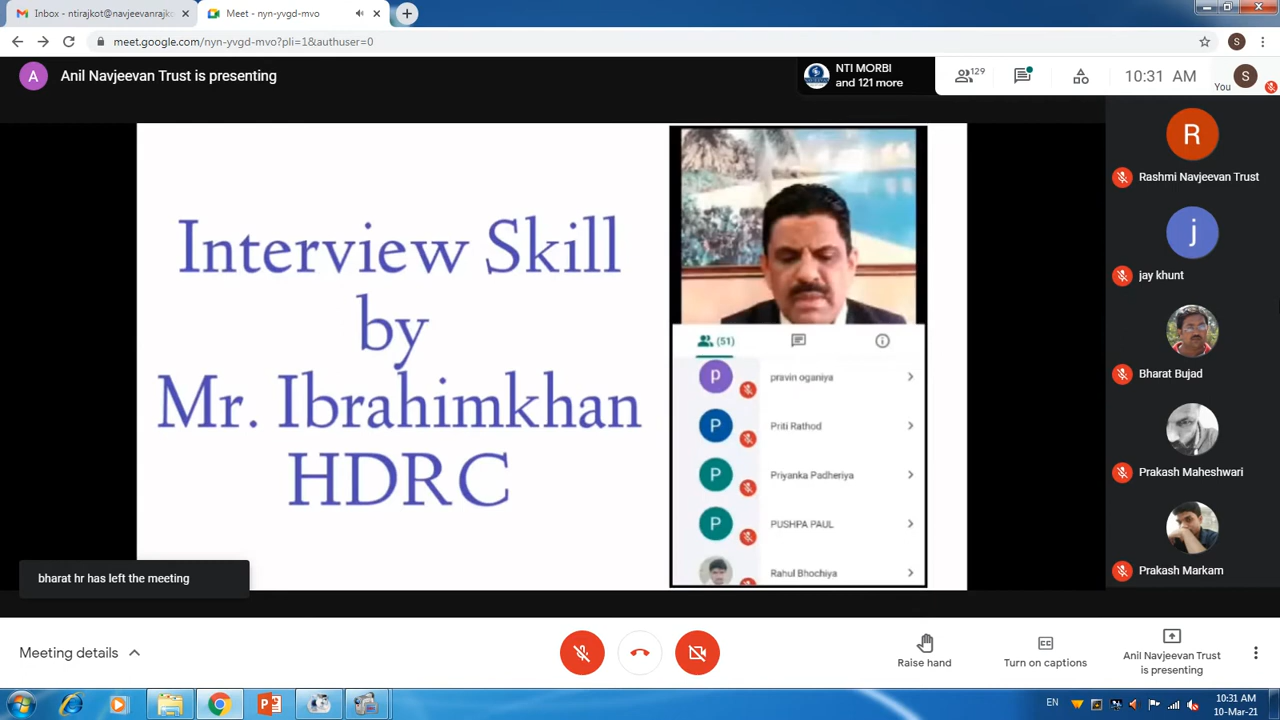 Inbox - ntirajkot@navjeevanrajko
Meet - nyn-yvgd-mvo
meet.google.com/nyn-yvgd-mvo?pli=1&authuser=0
S
A
Anil Navjeevan Trust is presenting
NTI MORBI
and 121 more
129
10:31 AM
You
S
Interview Skill
by
Mr. Ibrahimkhan
HDRC
(51)
p
pravin oganiya
P
Priti Rathod
P
Priyanka Padheriya
P
PUSHPA PAUL
Rahul Bhochiya
R
Rashmi Navjeevan Trust
j
jay khunt
Bharat Bujad
Prakash Maheshwari
Prakash Markam
bharat kumar left the meeting
Meeting details
Raise hand
Turn on captions
Anil Navjeevan Trust
is presenting
EN
10:31 AM
10-Mar-21